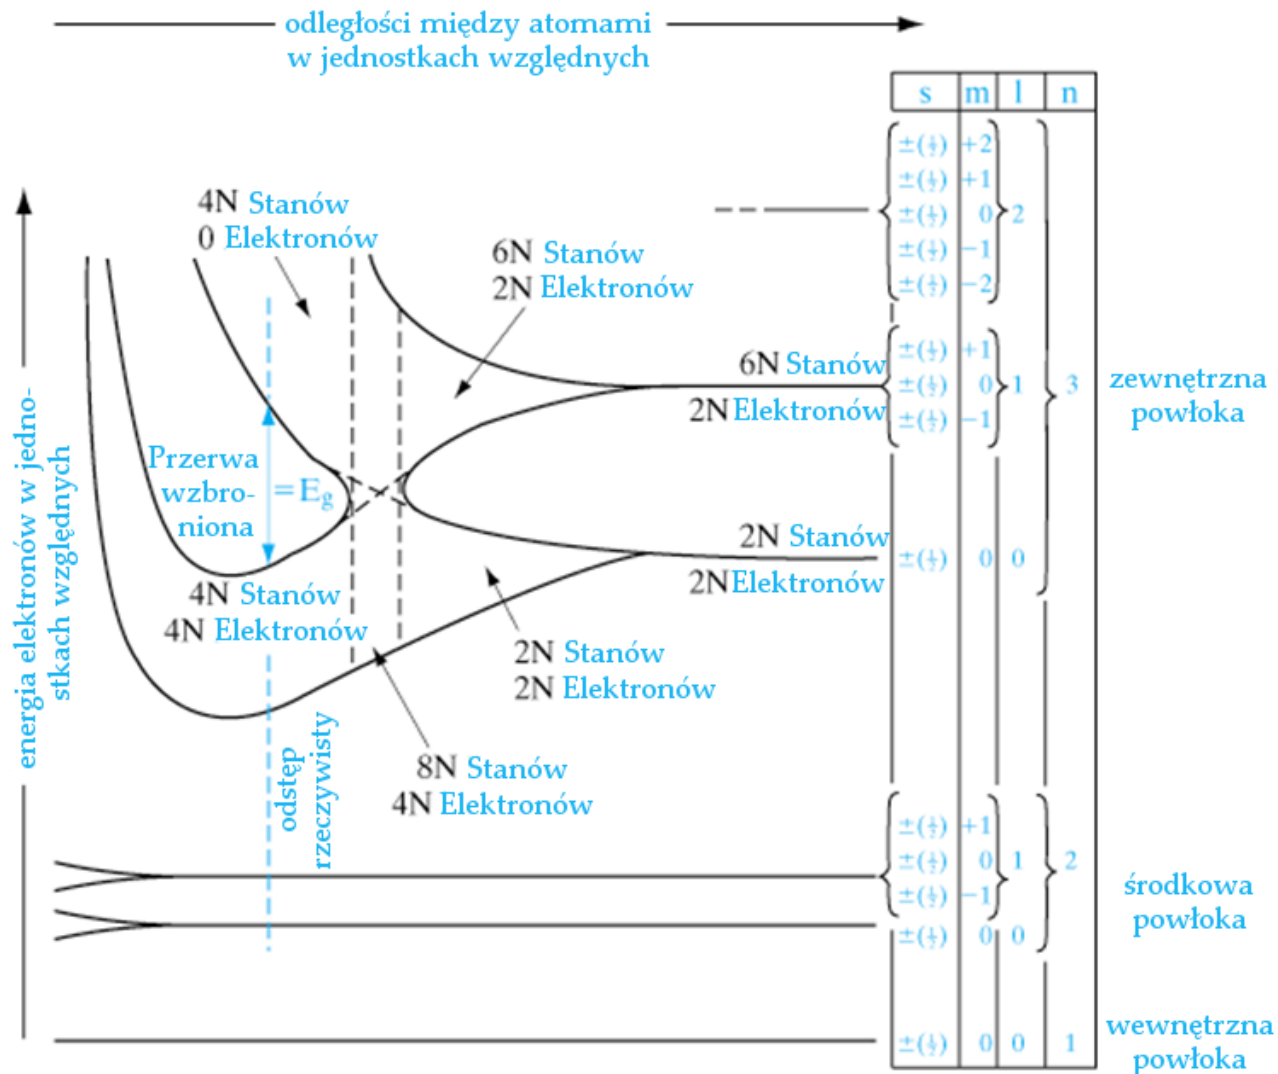 odległości między atomami
w jednostkach względnych
s m l n
±(½) +2
±(½) +1
±(½) 0 2
±(½) −1
±(½) −2
4N Stanów
0 Elektronów
6N Stanów
2N Elektronów
±(½) +1
±(½) 0 1 3
±(½) −1
6N Stanów
2N Elektronów
zewnętrzna
powłoka
energia elektronów w jedno-
stkach względnych
Przerwa
wzbro-
niona
= Eg
2N Stanów
2N Elektronów
±(½) 0 0
4N Stanów
4N Elektronów
2N Stanów
2N Elektronów
8N Stanów
4N Elektronów
odstęp
rzeczywisty
±(½) +1
±(½) 0 1 2
±(½) −1
±(½) 0 0
środkowa
powłoka
±(½) 0 0 1
wewnętrzna
powłoka